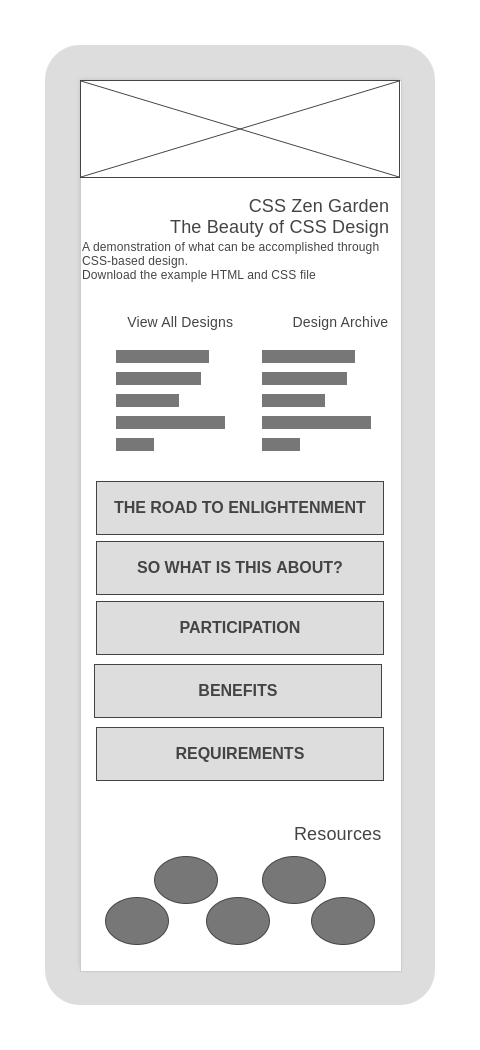 CSS Zen Garden
The Beauty of CSS Design
A demonstration of what can be accomplished through
CSS-based design.
Download the example HTML and CSS file
View All Designs
Design Archive
THE ROAD TO ENLIGHTENMENT
SO WHAT IS THIS ABOUT?
PARTICIPATION
BENEFITS
REQUIREMENTS
Resources